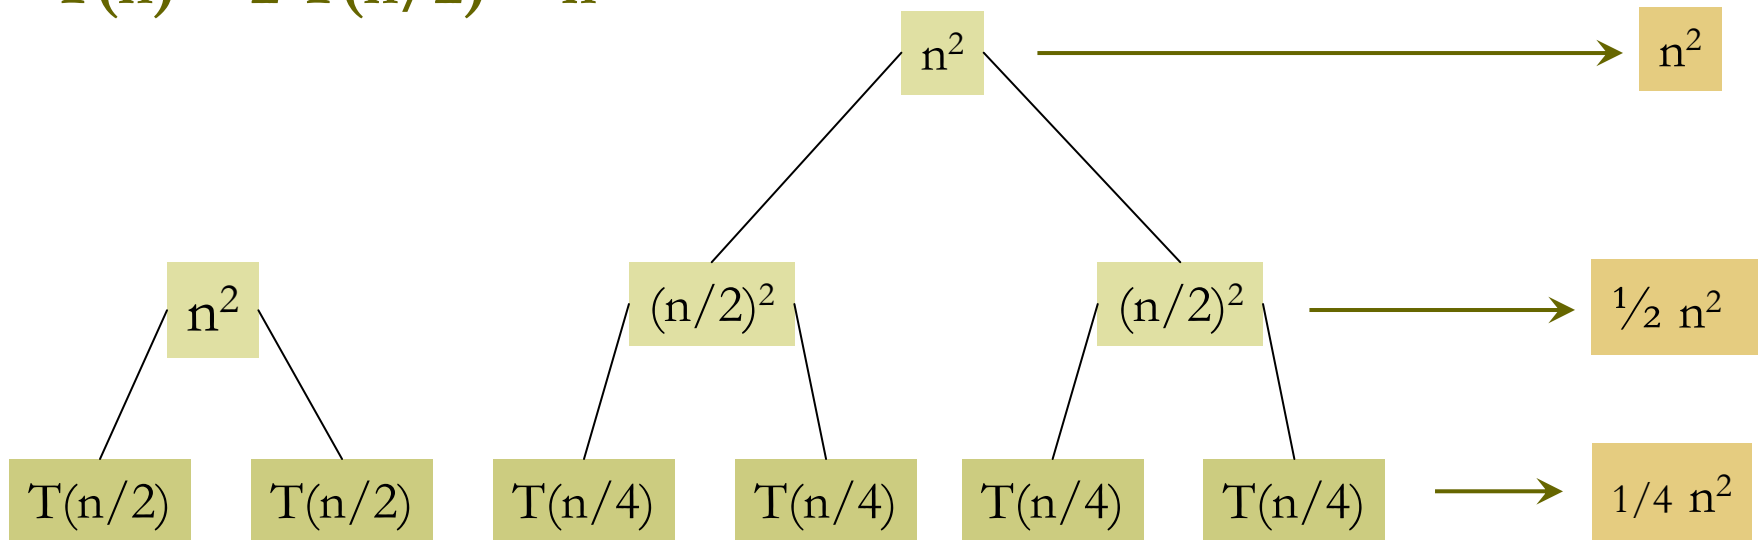 n² n²
n² (n/2)² (n/2)² ½ n²
T(n/2) T(n/2) T(n/4) T(n/4) T(n/4) T(n/4) 1/4 n²